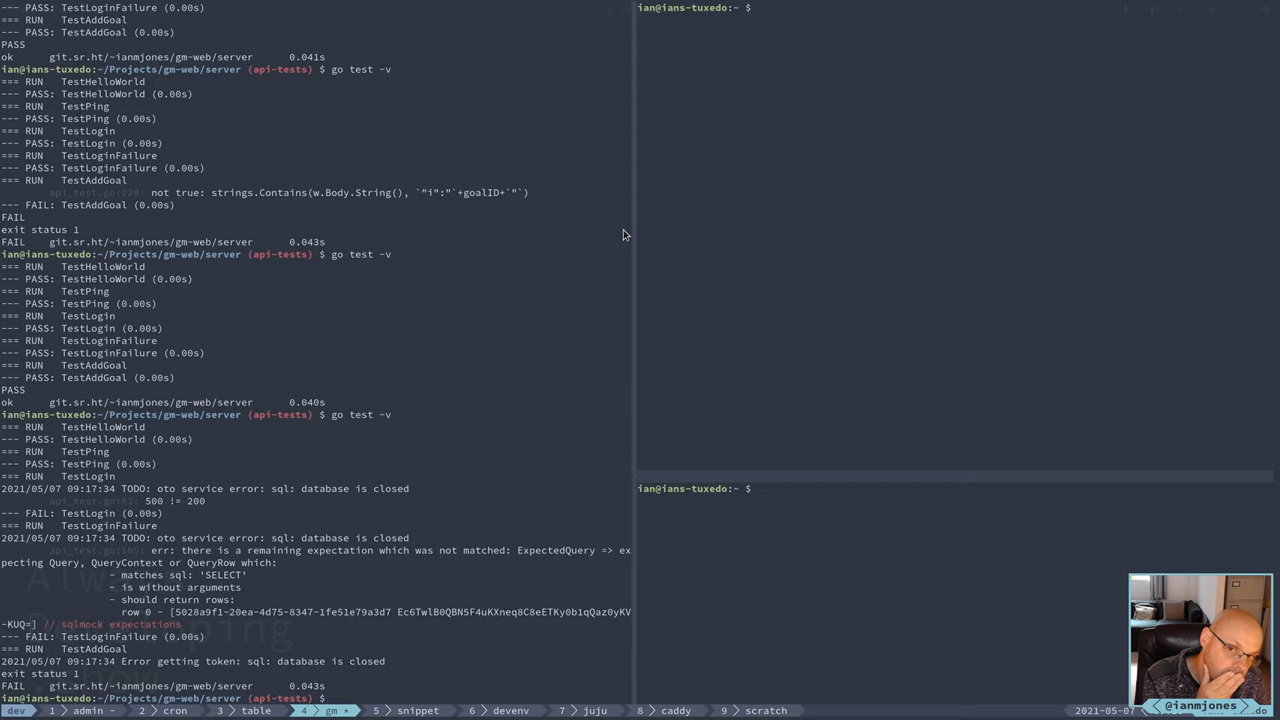 --- PASS: TestLoginFailure (0.00s)
=== RUN   TestAddGoal
--- PASS: TestAddGoal (0.00s)
PASS
ok      git.sr.ht/~ianmjones/gm-web/server      0.041s
ian@ians-tuxedo:~/Projects/gm-web/server (api-tests) $ go test -v
=== RUN   TestHelloWorld
--- PASS: TestHelloWorld (0.00s)
=== RUN   TestPing
--- PASS: TestPing (0.00s)
=== RUN   TestLogin
--- PASS: TestLogin (0.00s)
=== RUN   TestLoginFailure
--- PASS: TestLoginFailure (0.00s)
=== RUN   TestAddGoal
api_test.go:220: not true: strings.Contains(w.Body.String(), `"i":"`+goalID+`"`)
--- FAIL: TestAddGoal (0.00s)
FAIL
exit status 1
FAIL    git.sr.ht/~ianmjones/gm-web/server      0.043s
ian@ians-tuxedo:~/Projects/gm-web/server (api-tests) $ go test -v
=== RUN   TestHelloWorld
--- PASS: TestHelloWorld (0.00s)
=== RUN   TestPing
--- PASS: TestPing (0.00s)
=== RUN   TestLogin
--- PASS: TestLogin (0.00s)
=== RUN   TestLoginFailure
--- PASS: TestLoginFailure (0.00s)
=== RUN   TestAddGoal
--- PASS: TestAddGoal (0.00s)
PASS
ok      git.sr.ht/~ianmjones/gm-web/server      0.040s
ian@ians-tuxedo:~/Projects/gm-web/server (api-tests) $ go test -v
=== RUN   TestHelloWorld
--- PASS: TestHelloWorld (0.00s)
=== RUN   TestPing
--- PASS: TestPing (0.00s)
=== RUN   TestLogin
2021/05/07 09:17:34 TODO: oto service error: sql: database is closed
api_test.go:83: 500 != 200
--- FAIL: TestLogin (0.00s)
=== RUN   TestLoginFailure
2021/05/07 09:17:34 TODO: oto service error: sql: database is closed
api_test.go:105: err: there is a remaining expectation which was not matched: ExpectedQuery => ex
pecting Query, QueryContext or QueryRow which:
- matches sql: 'SELECT'
- is without arguments
- should return rows:
row 0 - [5028a9f1-20ea-4d75-8347-1fe51e79a3d7 Ec6TwlB0QBN5F4uKXneq8C8eETKy0b1qQaz0yKV
-KUQ=] // sqlmock expectations
--- FAIL: TestLoginFailure (0.00s)
=== RUN   TestAddGoal
2021/05/07 09:17:34 Error getting token: sql: database is closed
exit status 1
FAIL    git.sr.ht/~ianmjones/gm-web/server      0.043s
ian@ians-tuxedo:~/Projects/gm-web/server (api-tests) $
ian@ians-tuxedo:~ $
ian@ians-tuxedo:~ $
dev 1 admin - 2 cron 3 table 4 gm * 5 snippet 6 devenv 7 juju 8 caddy 9 scratch 2021-05-07
@ianmjones